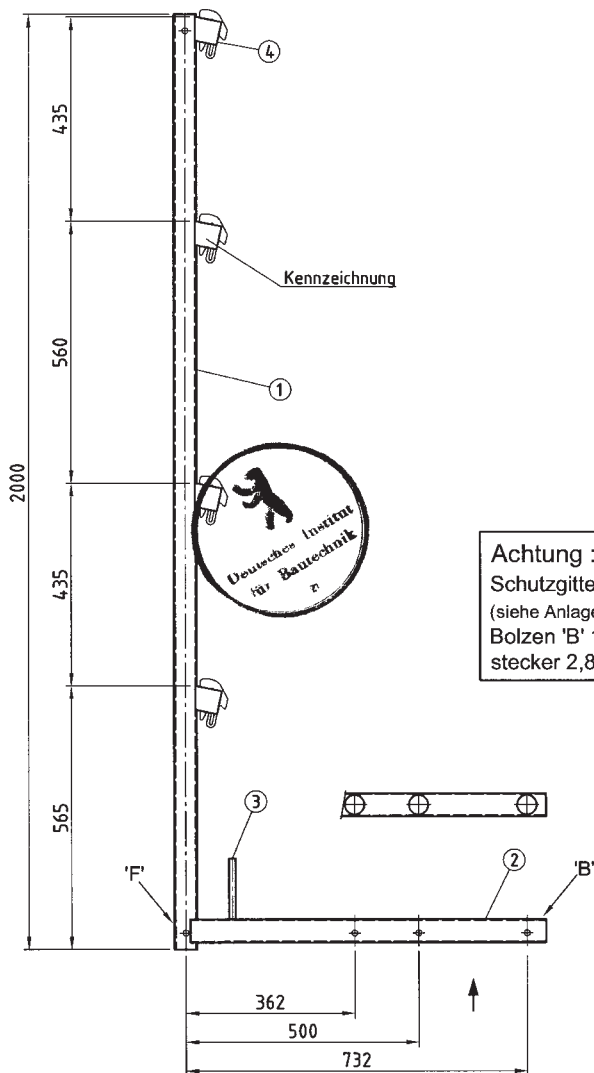 4
435
Kennzeichnung
560
1
2000
Deutsches Institut
für Bautechnik
435
Achtung :
Schutzgitte
(siehe Anlage
Bolzen 'B'
stecker 2,8
565
3
2
'F'
'B'
362
500
732